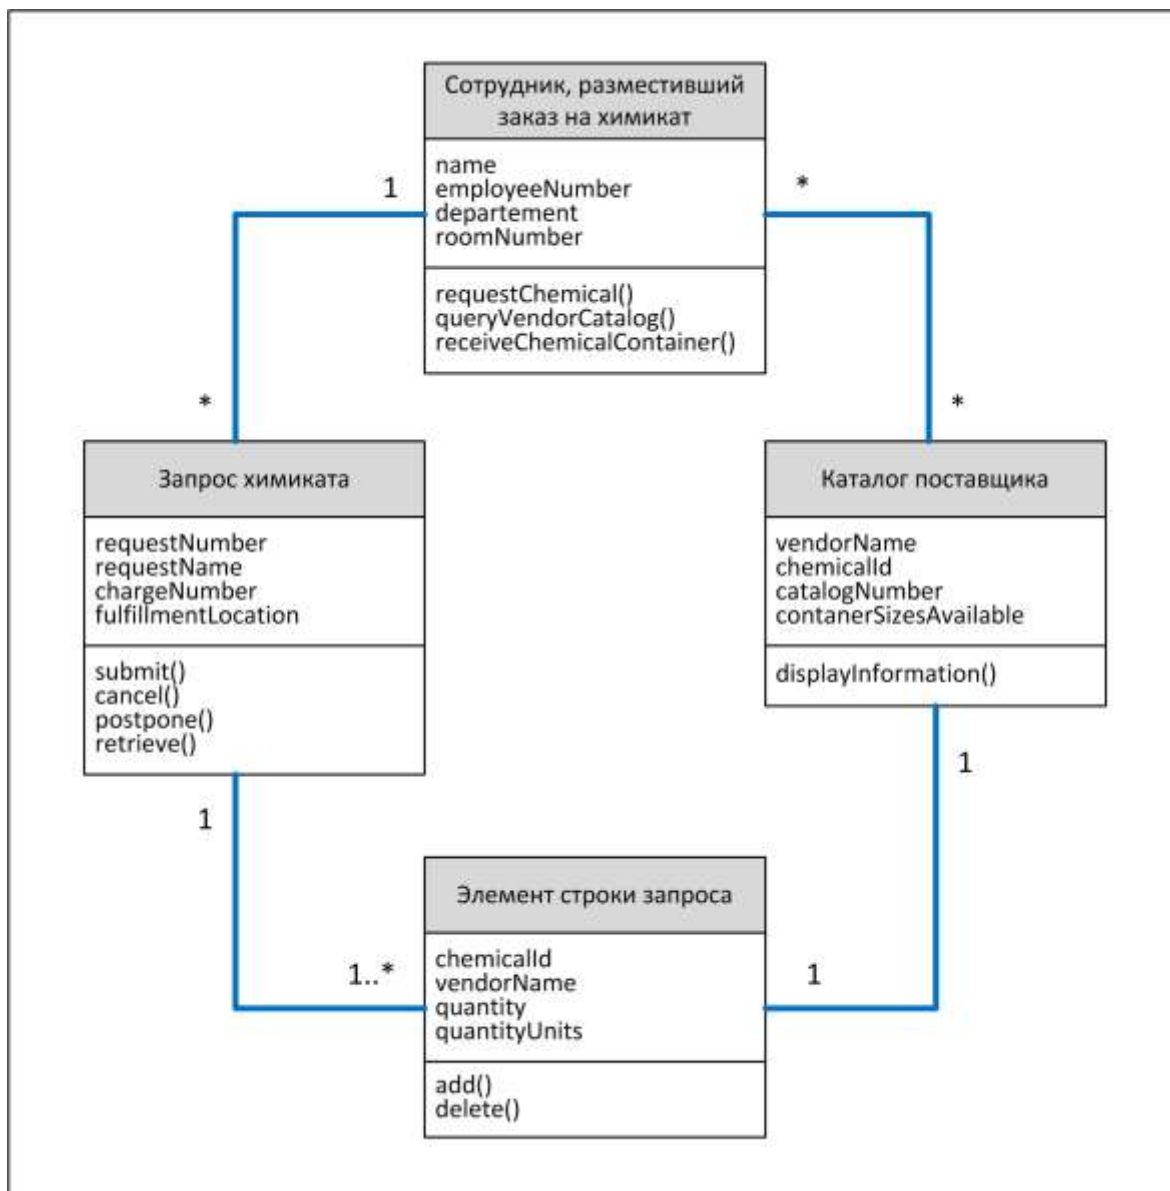 Сотрудник, разместивший
заказ на химикат
name
employeeNumber
departement
roomNumber
requestChemical()
queryVendorCatalog()
receiveChemicalContainer()
1
*
*
*
Запрос химиката
requestNumber
requestName
chargeNumber
fulfillmentLocation
submit()
cancel()
postpone()
retrieve()
Каталог поставщика
vendorName
chemicalId
catalogNumber
contanerSizesAvailable
displayInformation()
1
1
1..*
1
Элемент строки запроса
chemicalId
vendorName
quantity
quantityUnits
add()
delete()